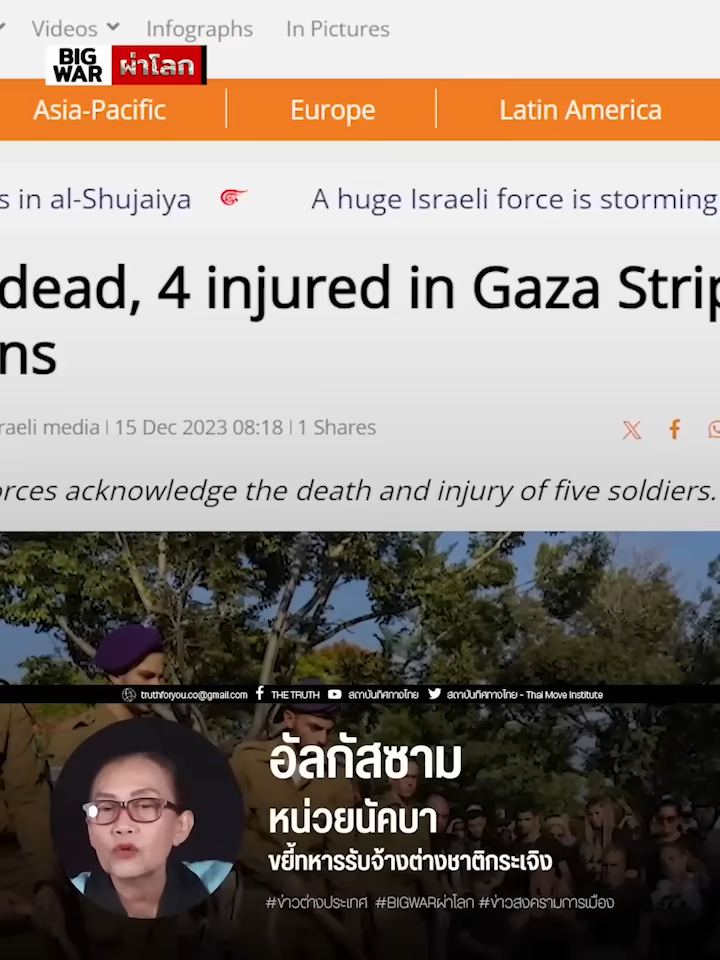 Videos
Infographs
In Pictures
BIG
WAR
ผ่าโลก
Asia-Pacific
Europe
Latin America
s in al-Shujaiya
A huge Israeli force is storming
dead, 4 injured in Gaza Strip
ns
raeli media | 15 Dec 2023 08:18 | 1 Shares
orces acknowledge the death and injury of five soldiers.
truthforyou.co@gmail.com THE TRUTH สถาบันทิศทางไทย สถาบันทิศทางไทย - Thai Move Institute
อัลกัสซาม
หน่วยนัคบา
ขยี้ทหารรับจ้างต่างชาติกระเจิง
#ข่าวต่างประเทศ #BIGWARผ่าโลก #ข่าวสงครามการเมือง